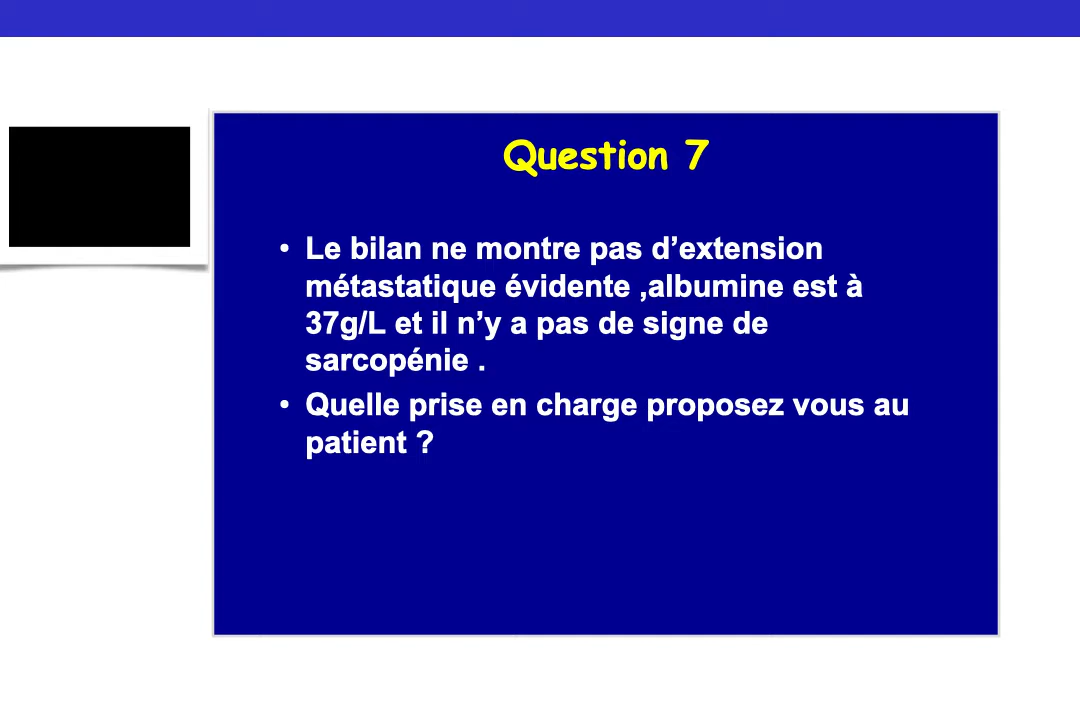 Question 7
• Le bilan ne montre pas d’extension
métastatique évidente ,albumine est à
37g/L et il n’y a pas de signe de
sarcopénie .
• Quelle prise en charge proposez vous au
patient ?